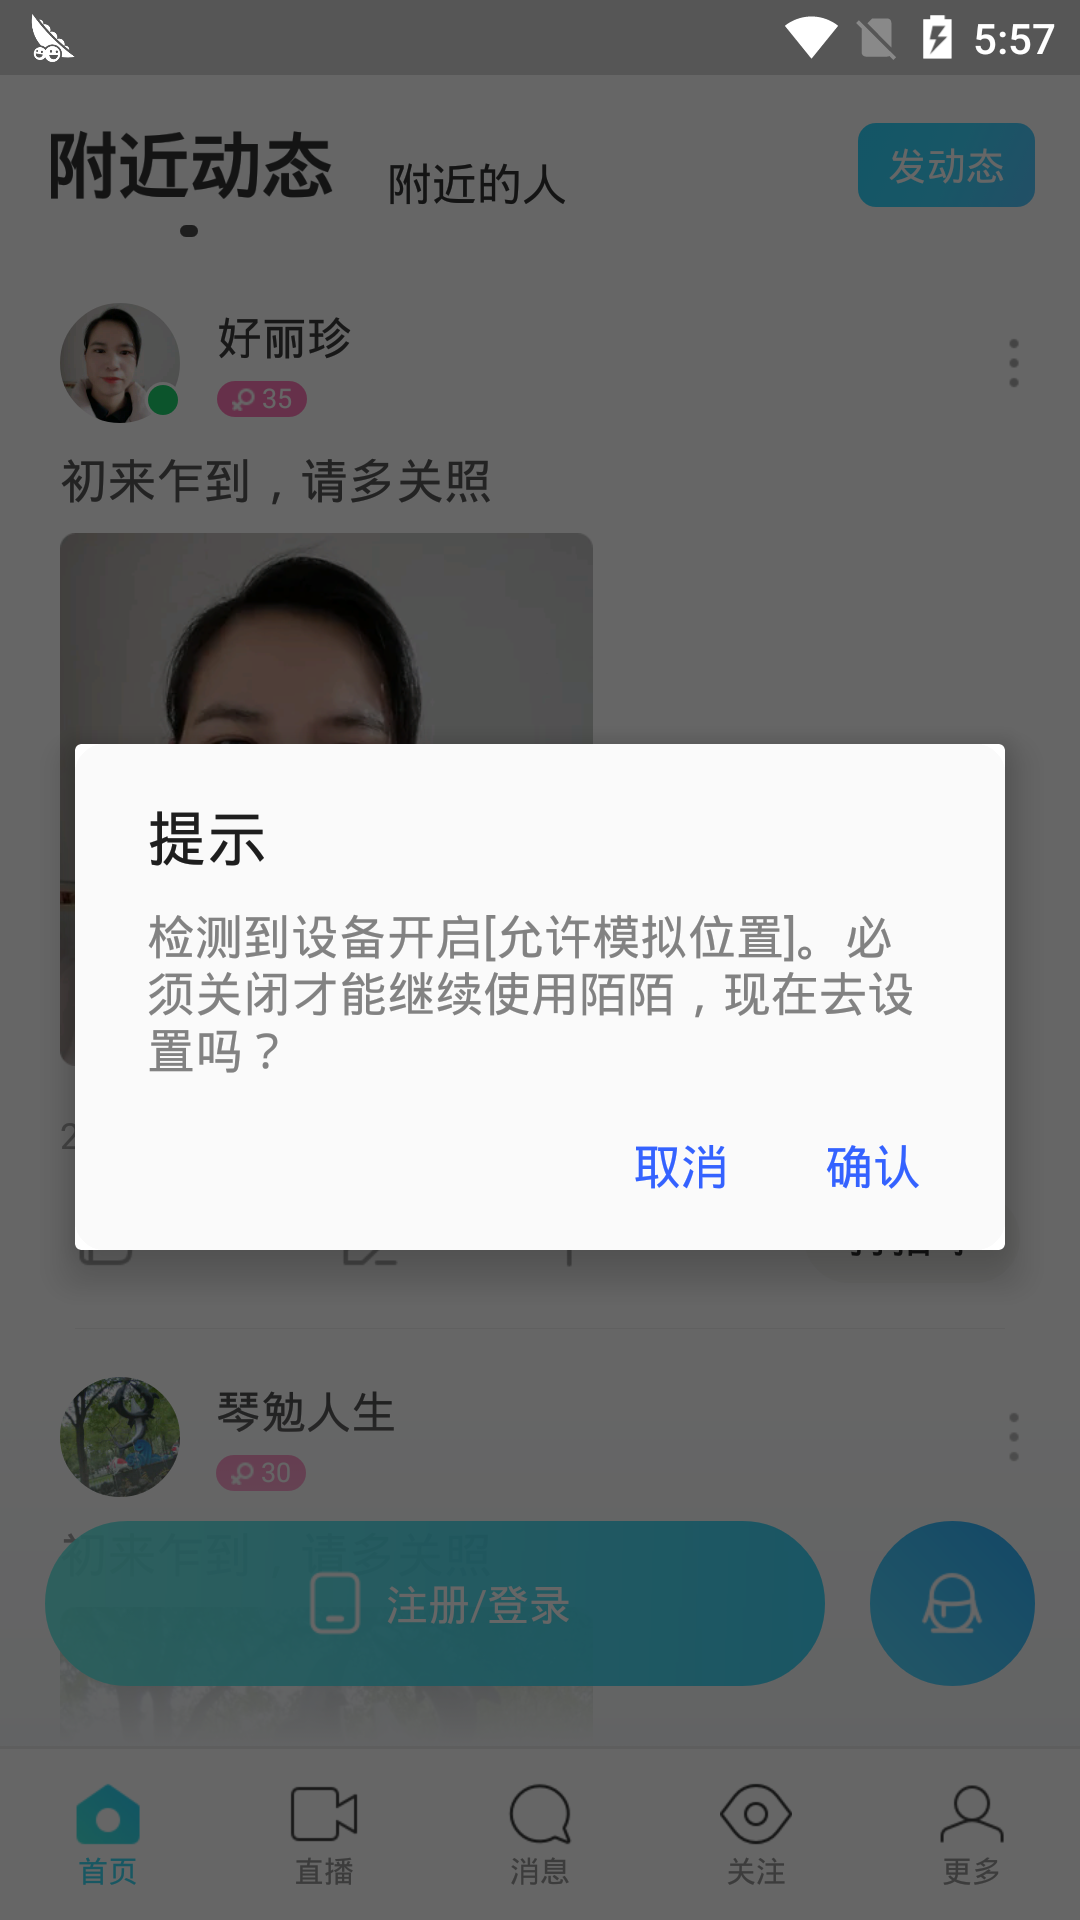 5:57
附近动态
附近的人
发动态
好丽珍
35
初来乍到，请多关照
提示
检测到设备开启[允许模拟位置]。必
须关闭才能继续使用陌陌，现在去设
置吗？
取消
确认
琴勉人生
30
初来乍到，请多关照
注册/登录
首页
直播
消息
关注
更多